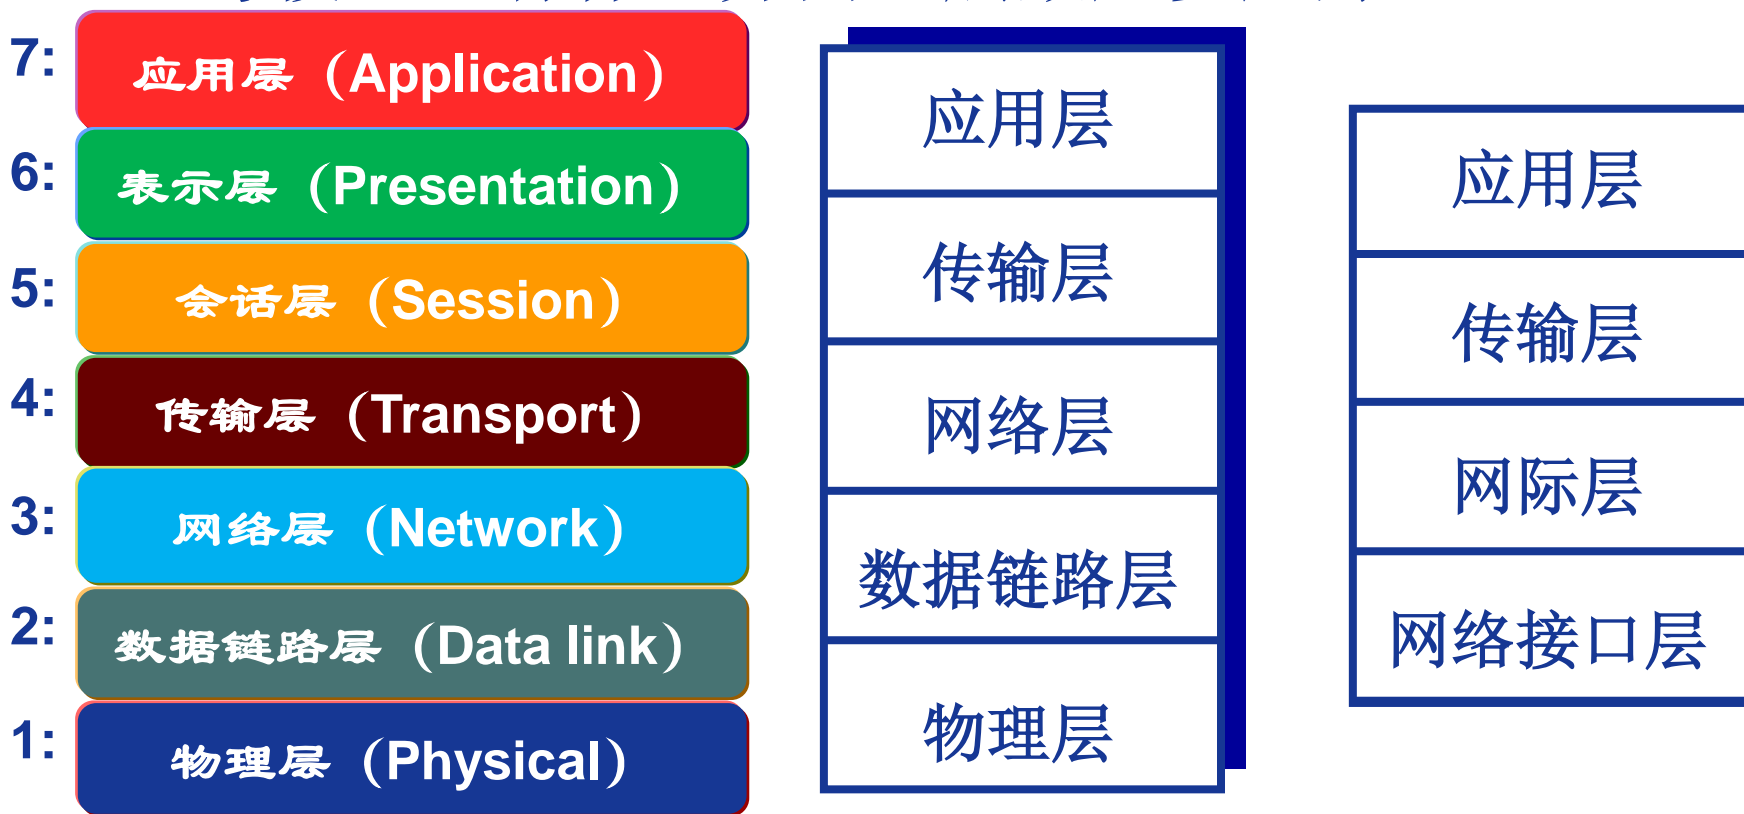 7: 应用层（Application）
6: 表示层（Presentation）
5: 会话层（Session）
4: 传输层（Transport）
3: 网络层（Network）
2: 数据链路层（Data link）
1: 物理层（Physical）
应用层
传输层
网络层
数据链路层
物理层
应用层
传输层
网际层
网络接口层